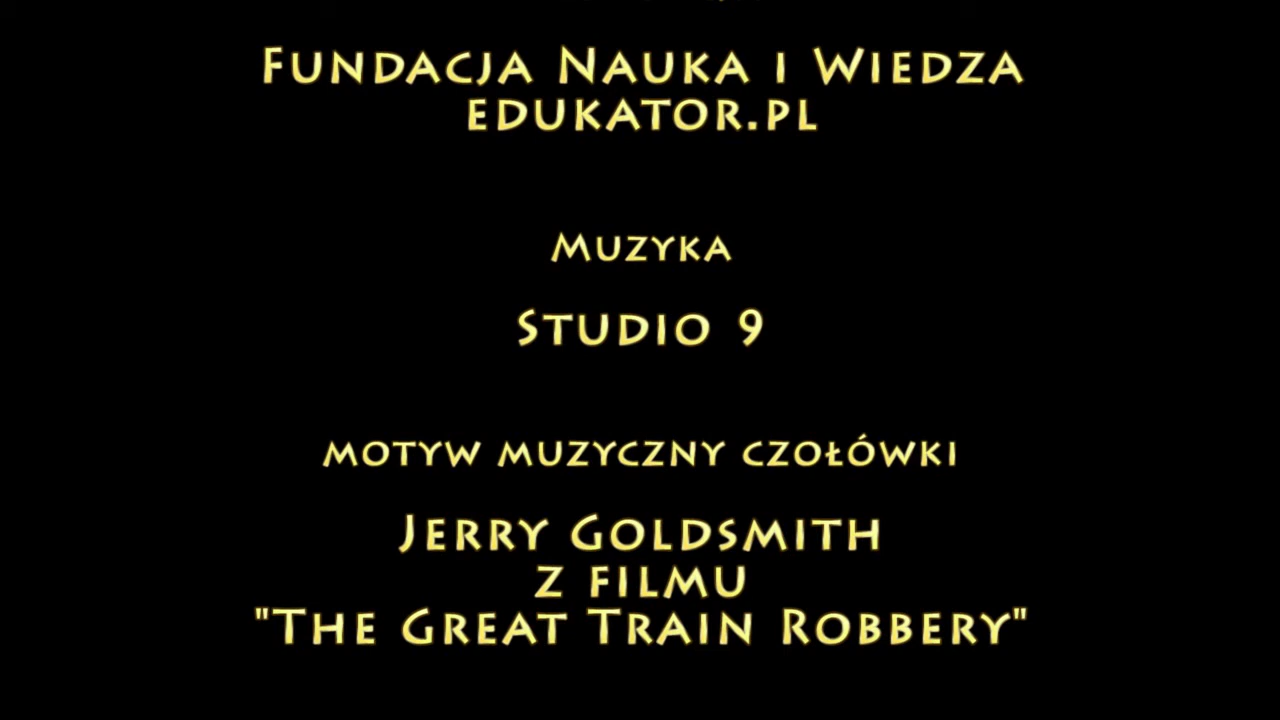 Fundacja Nauka i Wiedza
edukator.pl
Muzyka
Studio 9
motyw muzyczny czołówki
Jerry Goldsmith
z filmu
"The Great Train Robbery"